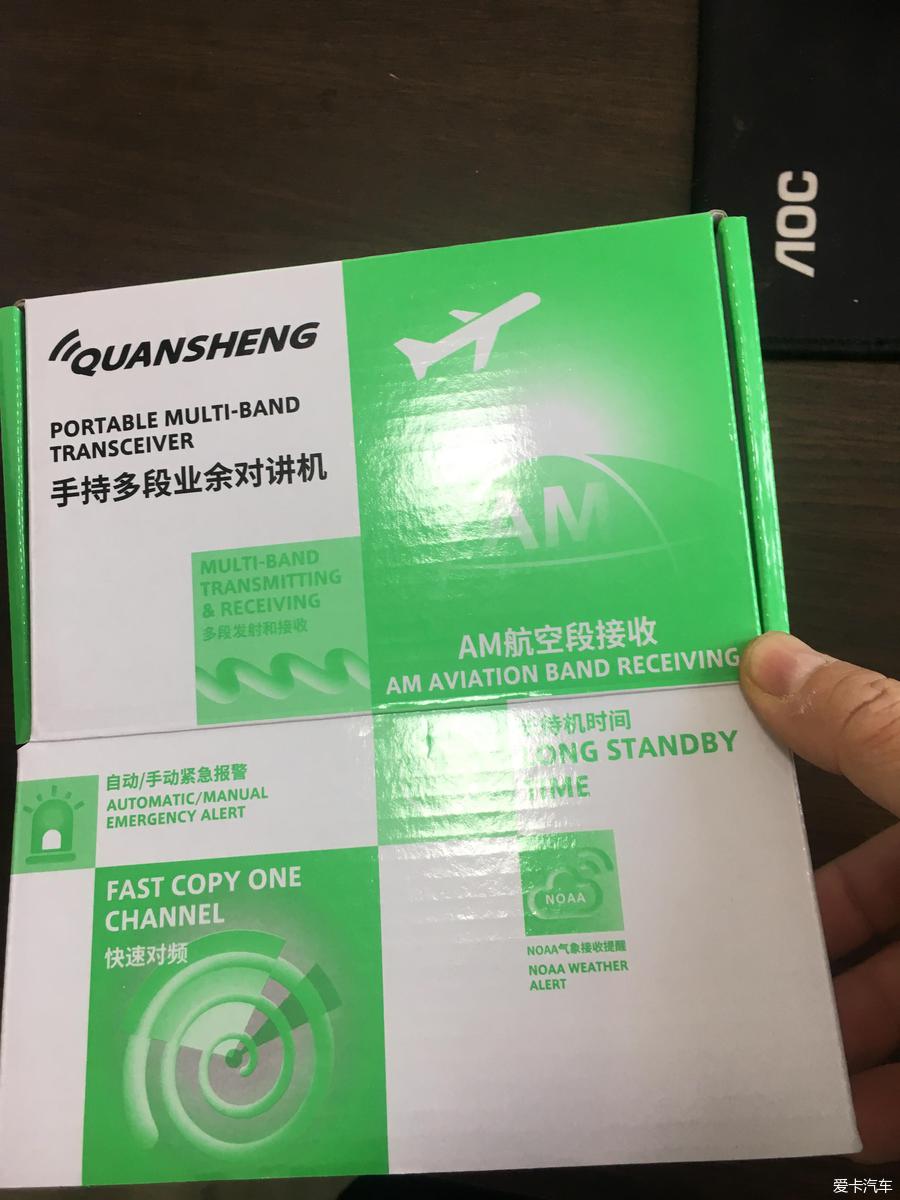 AOC
QUANSHENG
PORTABLE MULTI-BAND
TRANSCEIVER
手持多段业余对讲机
MULTI-BAND
TRANSMITTING
& RECEIVING
多段发射和接收
AM
AM航空段接收
AM AVIATION BAND RECEIVING
待机时间
LONG STANDBY
TIME
自动/手动紧急报警
AUTOMATIC/MANUAL
EMERGENCY ALERT
FAST COPY ONE
CHANNEL
快速对频
NOAA
NOAA气象接收提醒
NOAA WEATHER
ALERT
爱卡汽车